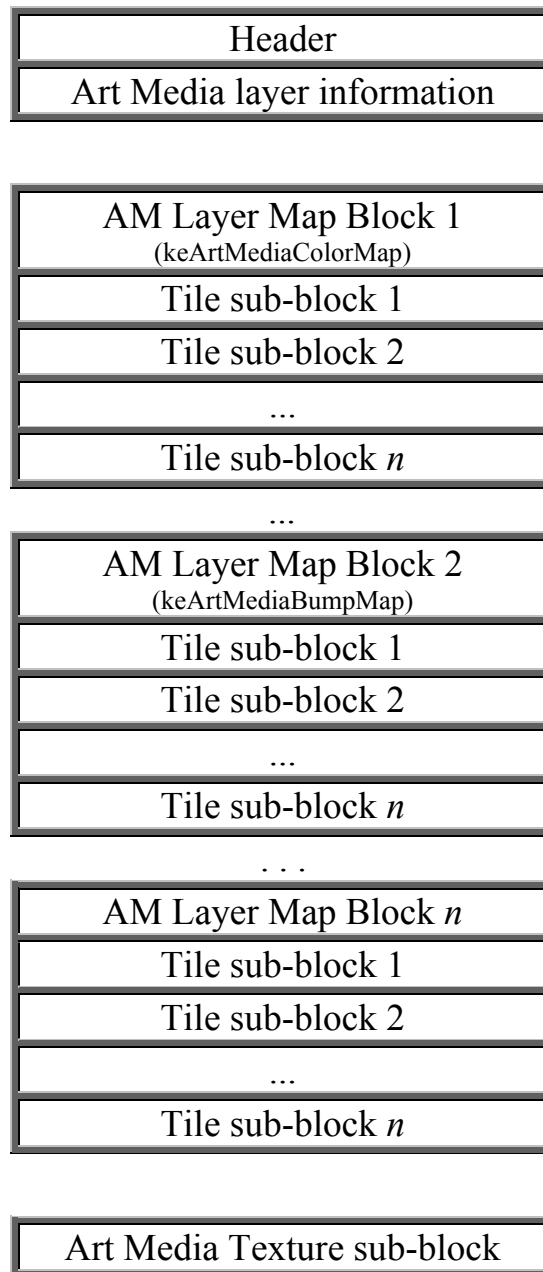 Header
Art Media layer information
AM Layer Map Block 1
(keArtMediaColorMap)
Tile sub-block 1
Tile sub-block 2
...
Tile sub-block n
...
AM Layer Map Block 2
(keArtMediaBumpMap)
Tile sub-block 1
Tile sub-block 2
...
Tile sub-block n
. . .
AM Layer Map Block n
Tile sub-block 1
Tile sub-block 2
...
Tile sub-block n
Art Media Texture sub-block